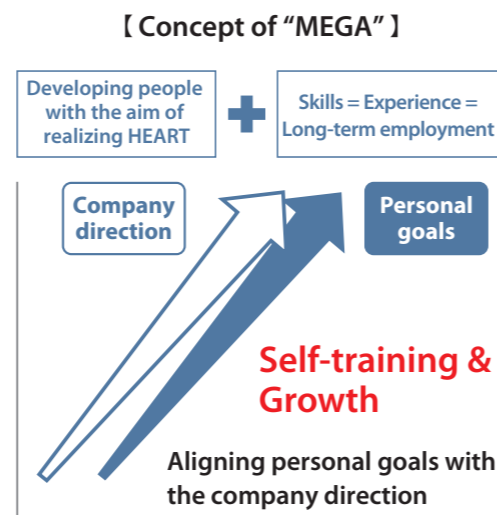 【 Concept of “MEGA” 】
Developing people
with the aim of
realizing HEART
Skills = Experience =
Long-term employment
Company
direction
Personal
goals
Self-training &
Growth
Aligning personal goals with
the company direction